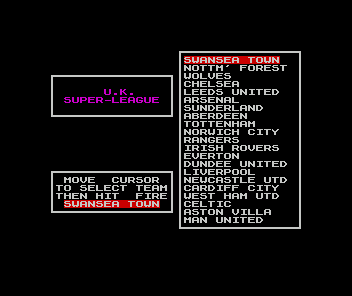 U.K.
SUPER-LEAGUE
MOVE CURSOR
TO SELECT TEAM
THEN HIT FIRE
SWANSEA TOWN
SWANSEA TOWN
NOTTM' FOREST
WOLVES
CHELSEA
LEEDS UNITED
ARSENAL
SUNDERLAND
ABERDEEN
TOTTENHAM
NORWICH CITY
RANGERS
IRISH ROVERS
EVERTON
DUNDEE UNITED
LIVERPOOL
NEWCASTLE UTD
CARDIFF CITY
WEST HAM UTD
CELTIC
ASTON VILLA
MAN UNITED